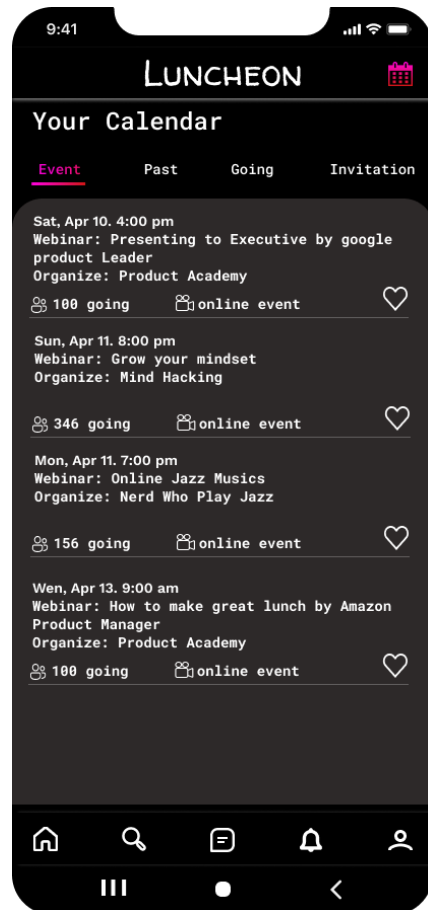 9:41
LUNCHEON
Your Calendar
Event Past Going Invitation
Sat, Apr 10. 4:00 pm
Webinar: Presenting to Executive by google
product Leader
Organize: Product Academy
100 going online event
Sun, Apr 11. 8:00 pm
Webinar: Grow your mindset
Organize: Mind Hacking
346 going online event
Mon, Apr 11. 7:00 pm
Webinar: Online Jazz Musics
Organize: Nerd Who Play Jazz
156 going online event
Wen, Apr 13. 9:00 am
Webinar: How to make great lunch by Amazon
Product Manager
Organize: Product Academy
100 going online event